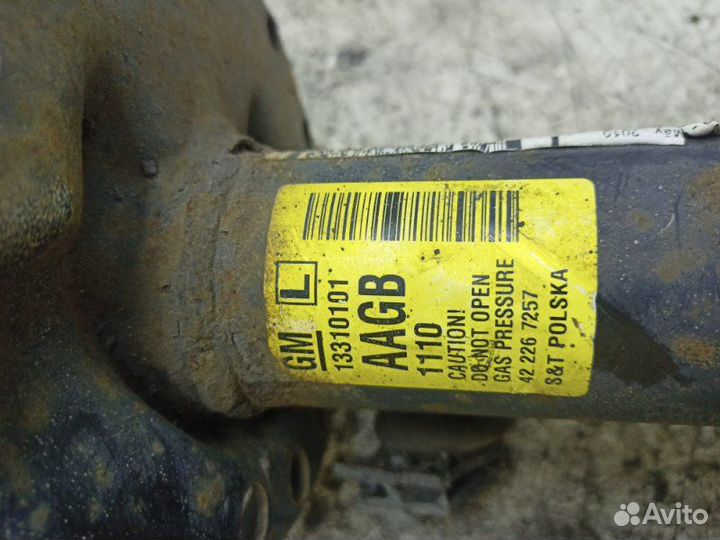 GM L
13310101
AAGB
1110
CAUTION!
DO NOT OPEN
GAS PRESSURE
42 226 7257
S&T POLSKA
Avito